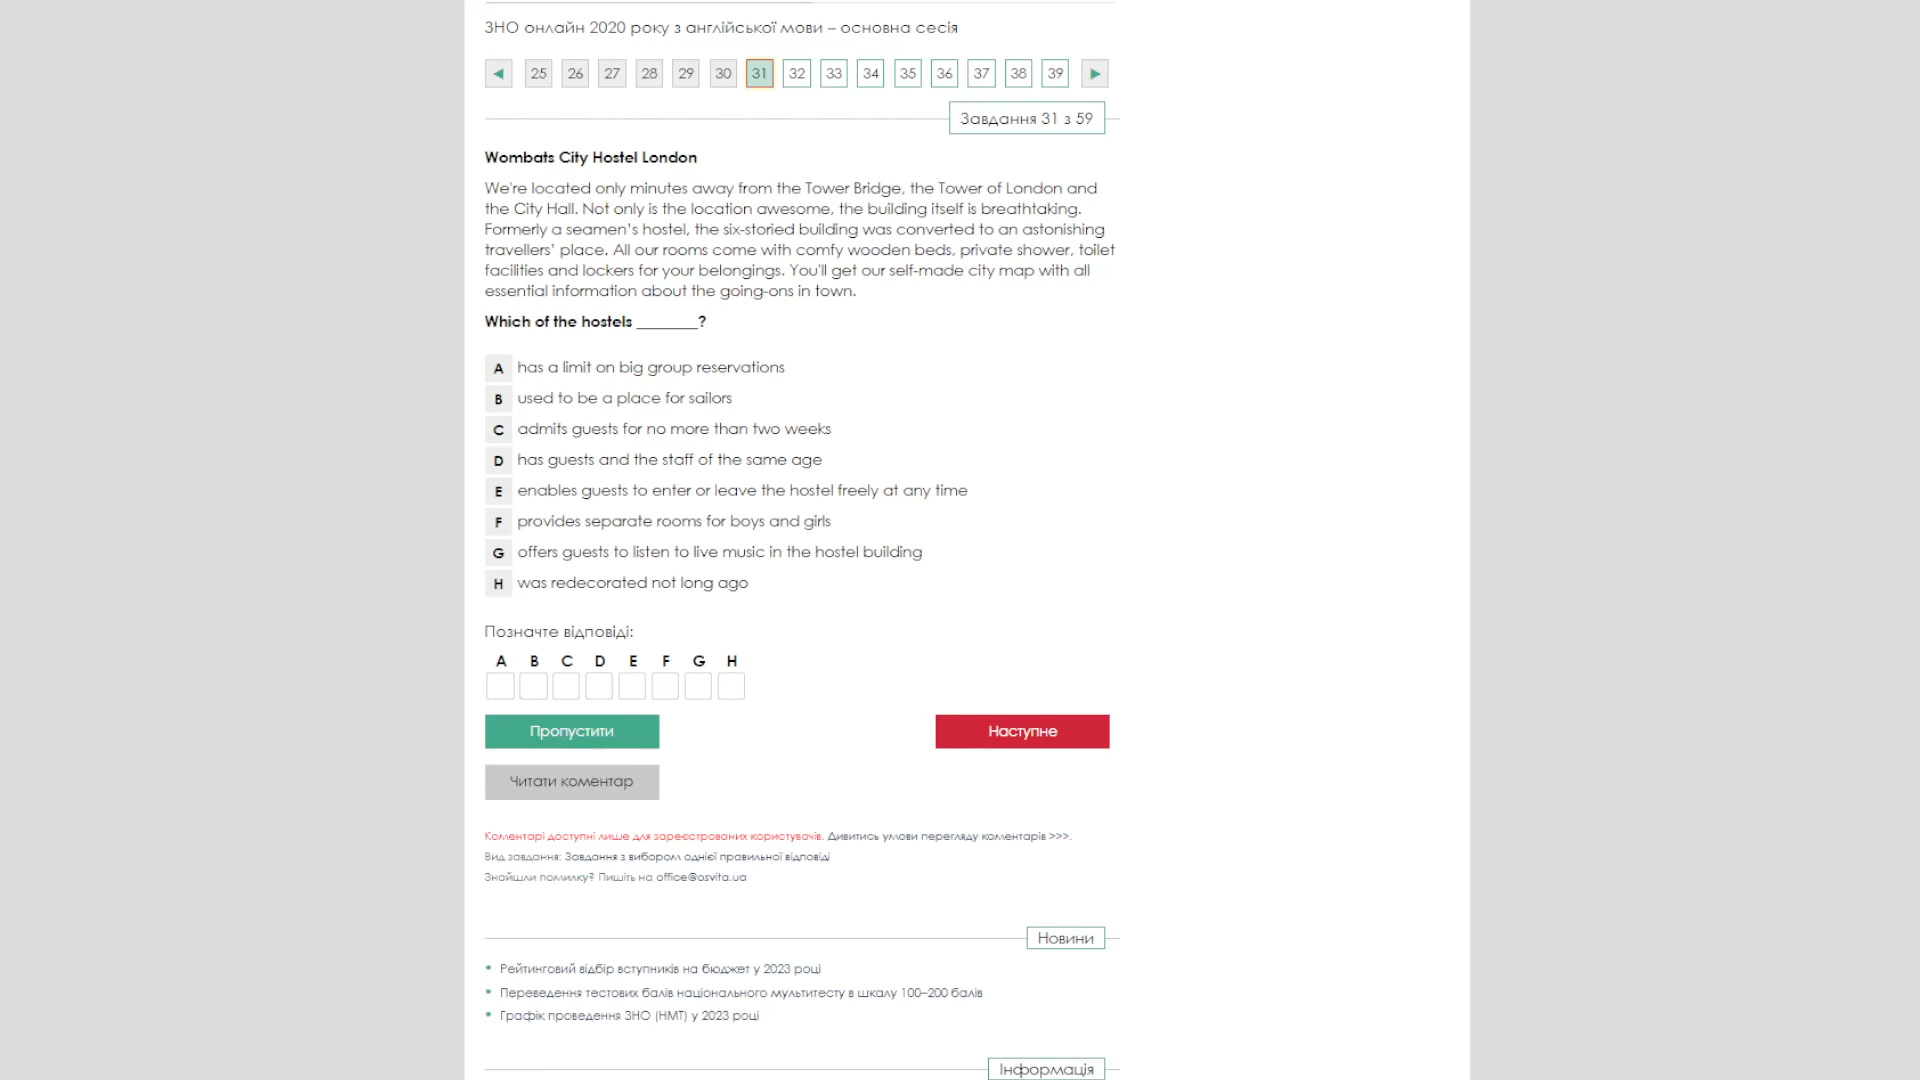 ЗНО онлайн 2020 року з англійської мови – основна сесія
◄ 25 26 27 28 29 30 31 32 33 34 35 36 37 38 39 ►
Завдання 31 з 59
Wombats City Hostel London
We're located only minutes away from the Tower Bridge, the Tower of London and
the City Hall. Not only is the location awesome, the building itself is breathtaking.
Formerly a seamen’s hostel, the six-storied building was converted to an astonishing
travellers’ place. All our rooms come with comfy wooden beds, private shower, toilet
facilities and lockers for your belongings. You'll get our self-made city map with all
essential information about the going-ons in town.
Which of the hostels ________?
A has a limit on big group reservations
B used to be a place for sailors
C admits guests for no more than two weeks
D has guests and the staff of the same age
E enables guests to enter or leave the hostel freely at any time
F provides separate rooms for boys and girls
G offers guests to listen to live music in the hostel building
H was redecorated not long ago
Позначте відповіді:
A B C D E F G H
Пропустити Наступне
Читати коментар
Коментарі доступні лише для зареєстрованих користувачів. Дивитись умови перегляду коментарів >>>.
Вид завдання: Завдання з вибором однієї правильної відповіді
Знайшли помилку? Пишіть на office@osvita.ua
Новини
• Рейтинговий відбір вступників на бюджет у 2023 році
• Переведення тестових балів національного мультитесту в шкалу 100–200 балів
• Графік проведення ЗНО (НМТ) у 2023 році
Інформація